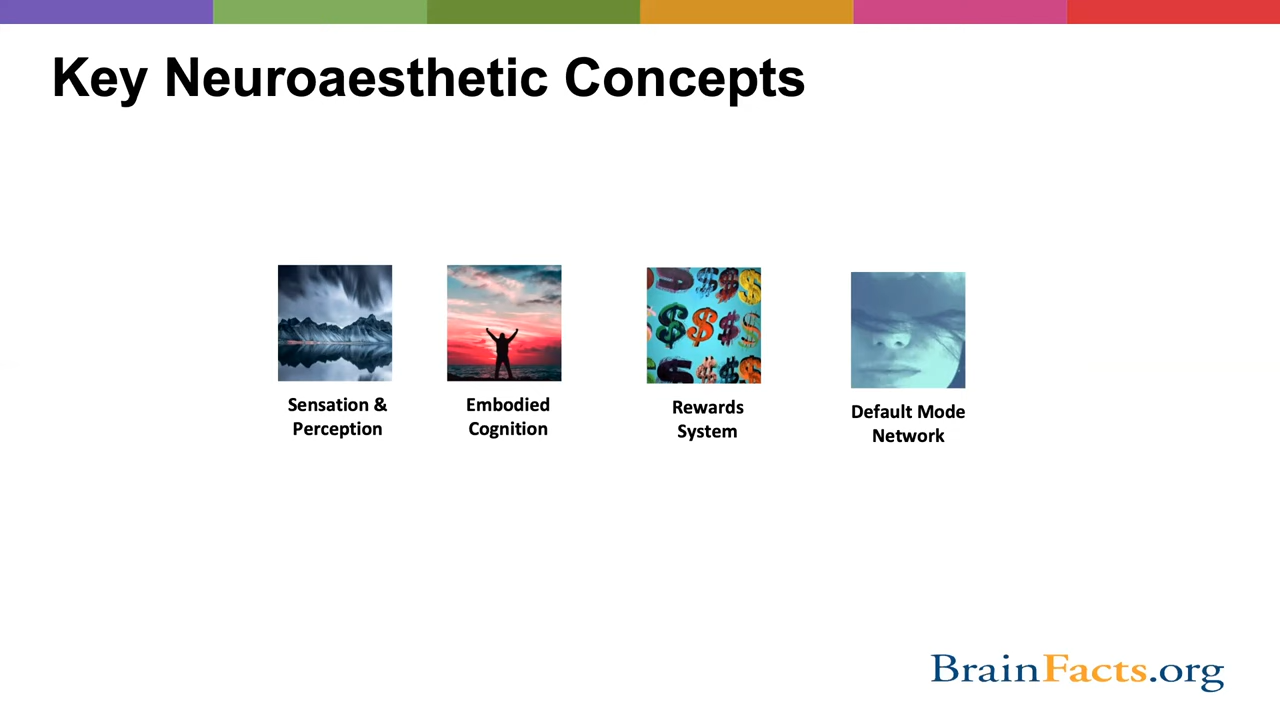 Key Neuroaesthetic Concepts
Sensation &
Perception
Embodied
Cognition
Rewards
System
Default Mode
Network
BrainFacts.org